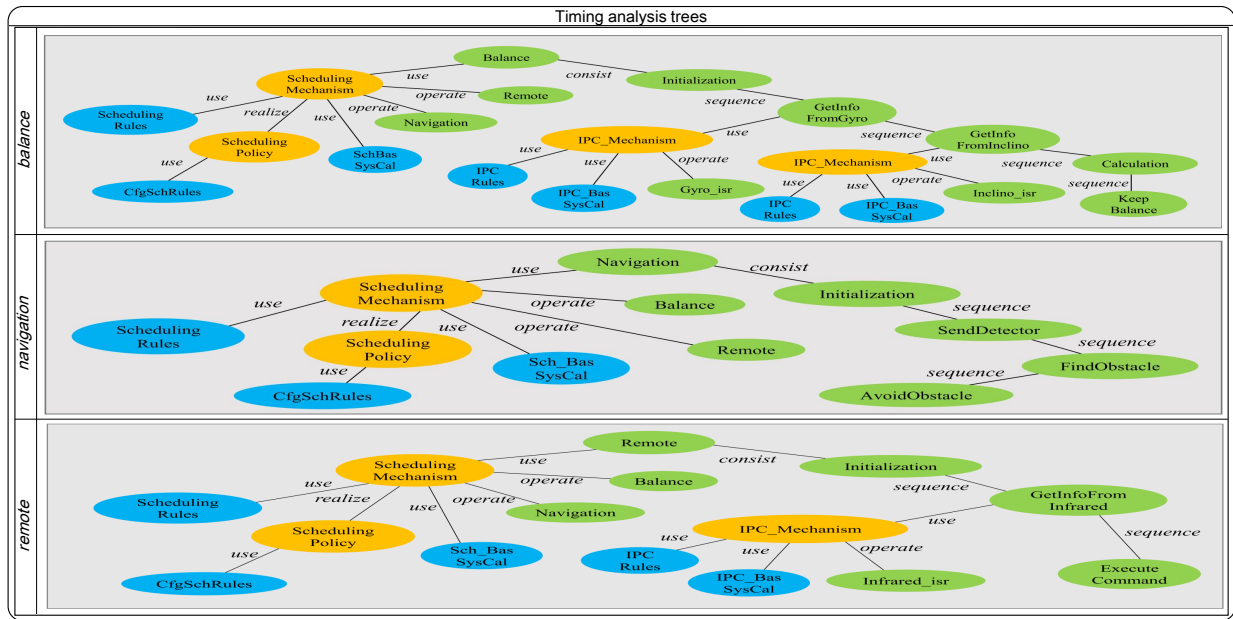 Timing analysis trees
balance
Balance
use
consist
Scheduling
Mechanism
Initialization
operate
Remote
use
realize
use
operate
sequence
Scheduling
Rules
Navigation
GetInfo
FromGyro
Scheduling
Policy
use
sequence
IPC_Mechanism
GetInfo
FromInclino
use
SchBas
SysCal
use
use
operate
IPC_Mechanism
use
sequence
Calculation
CfgSchRules
IPC
Rules
IPC_Bas
SysCal
Gyro_isr
use
use
operate
Inclino_isr
sequence
IPC
Rules
IPC_Bas
SysCal
Keep
Balance
navigation
Navigation
use
consist
Scheduling
Mechanism
Initialization
use
operate
Balance
sequence
realize
use
operate
Scheduling
Rules
SendDetector
Scheduling
Policy
Remote
sequence
use
Sch_Bas
SysCal
sequence
FindObstacle
CfgSchRules
AvoidObstacle
remote
Remote
use
consist
Scheduling
Mechanism
Initialization
use
operate
Balance
sequence
realize
use
operate
Scheduling
Rules
Navigation
GetInfoFrom
Infrared
Scheduling
Policy
IPC_Mechanism
use
sequence
use
Sch_Bas
SysCal
use
use
operate
CfgSchRules
IPC
Rules
IPC_Bas
SysCal
Infrared_isr
Execute
Command